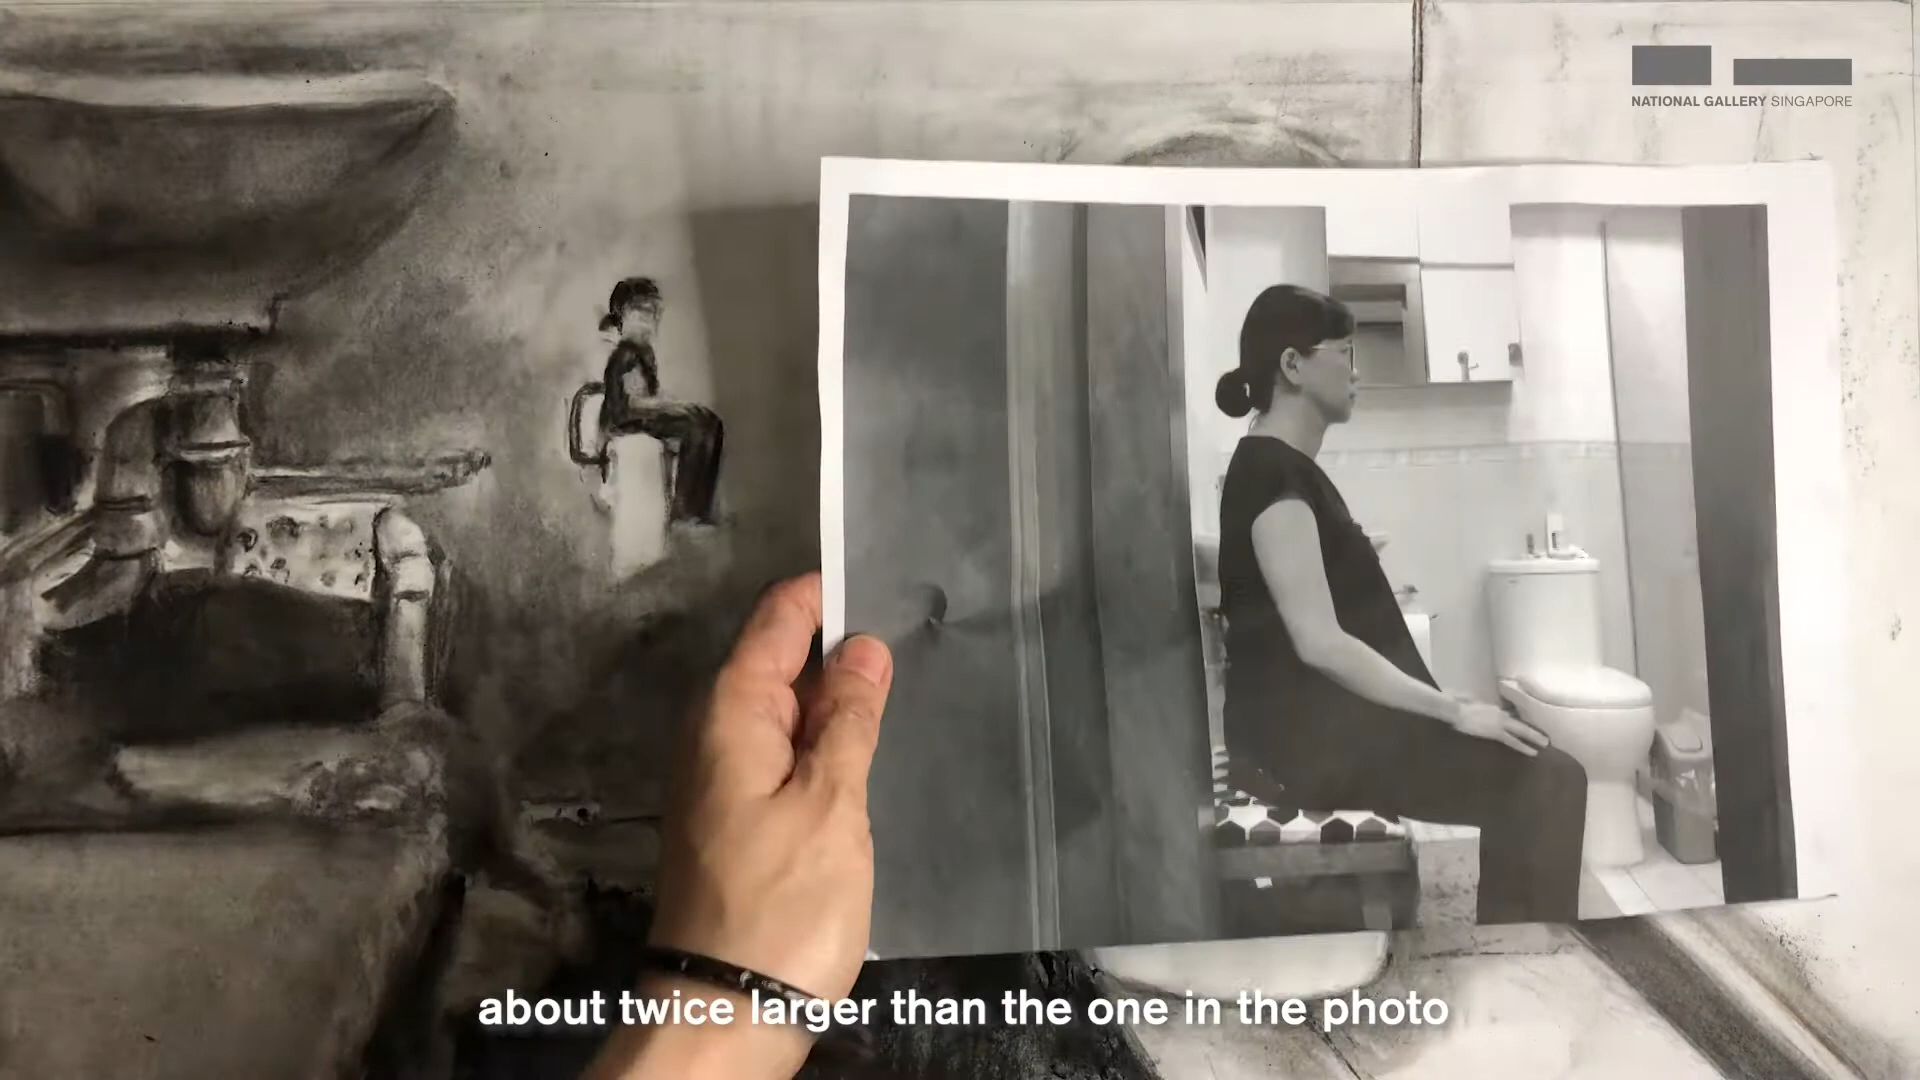 NATIONAL GALLERY SINGAPORE
about twice larger than the one in the photo